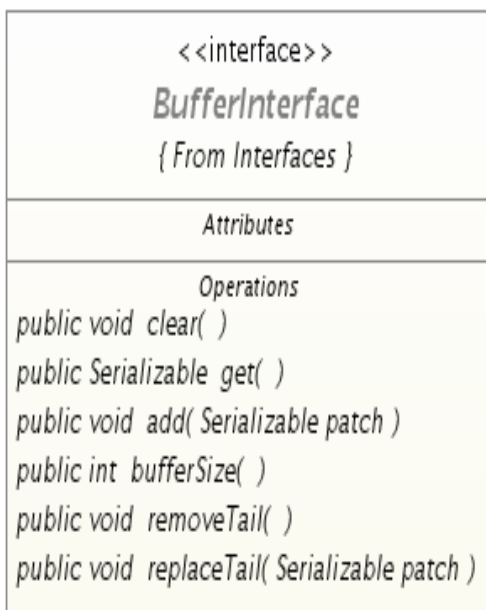 <<interface>>
BufferInterface
{ From Interfaces }
Attributes
Operations
public void  clear(  )
public Serializable  get(  )
public void  add( Serializable patch )
public int  bufferSize(  )
public void  removeTail(  )
public void  replaceTail( Serializable patch )